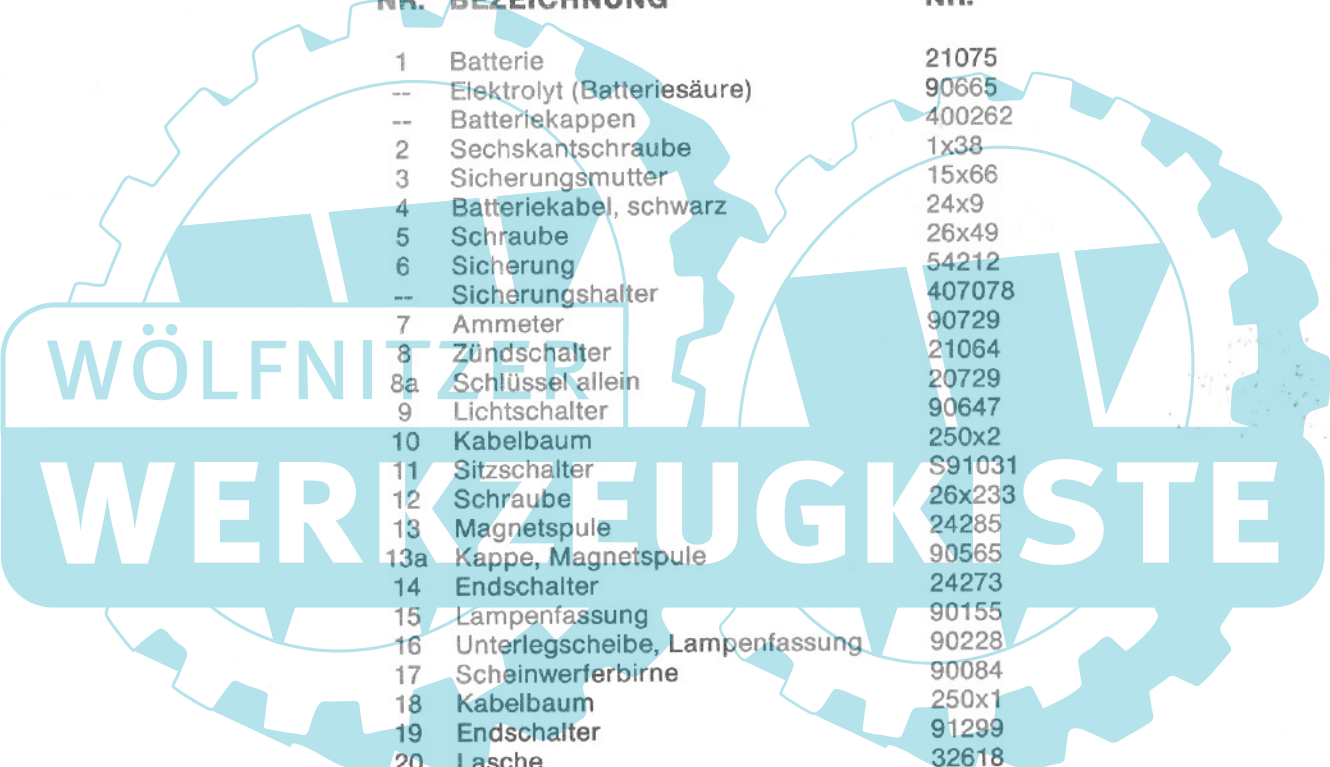 NR. BEZEICHNUNG NR.
1 Batterie 21075
-- Elektrolyt (Batteriesäure) 90665
-- Batteriekappen 400262
2 Sechskantschraube 1x38
3 Sicherungsmutter 15x66
4 Batteriekabel, schwarz 24x9
5 Schraube 26x49
6 Sicherung 54212
-- Sicherungshalter 407078
7 Ammeter 90729
8 Zündschalter 21064
8a Schlüssel allein 20729
9 Lichtschalter 90647
10 Kabelbaum 250x2
11 Sitzschalter S91031
12 Schraube 26x233
13 Magnetspule 24285
13a Kappe, Magnetspule 90565
14 Endschalter 24273
15 Lampenfassung 90155
16 Unterlegscheibe, Lampenfassung 90228
17 Scheinwerferbirne 90084
18 Kabelbaum 250x1
19 Endschalter 91299
20 Lasche 32618
WÖLFNITZER
WERKZEUGKISTE